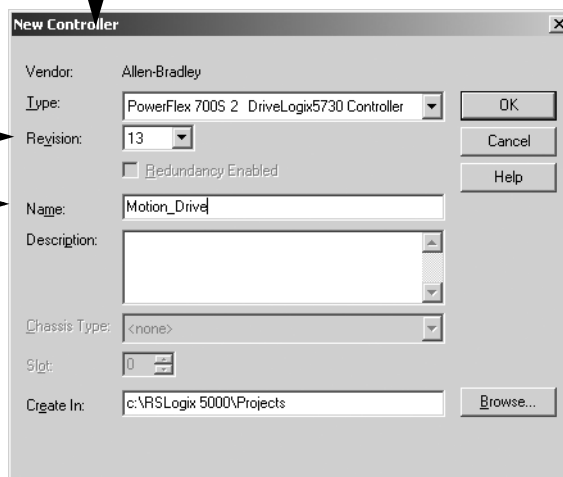 New Controller
Vendor: Allen-Bradley
Type: PowerFlex 700S 2 DriveLogix5730 Controller
OK
Revision: 13
Cancel
Redundancy Enabled
Help
Name: Motion_Drive
Description:
Chassis Type: <none>
Slot: 0
Create In: c:\RSLogix 5000\Projects
Browse...